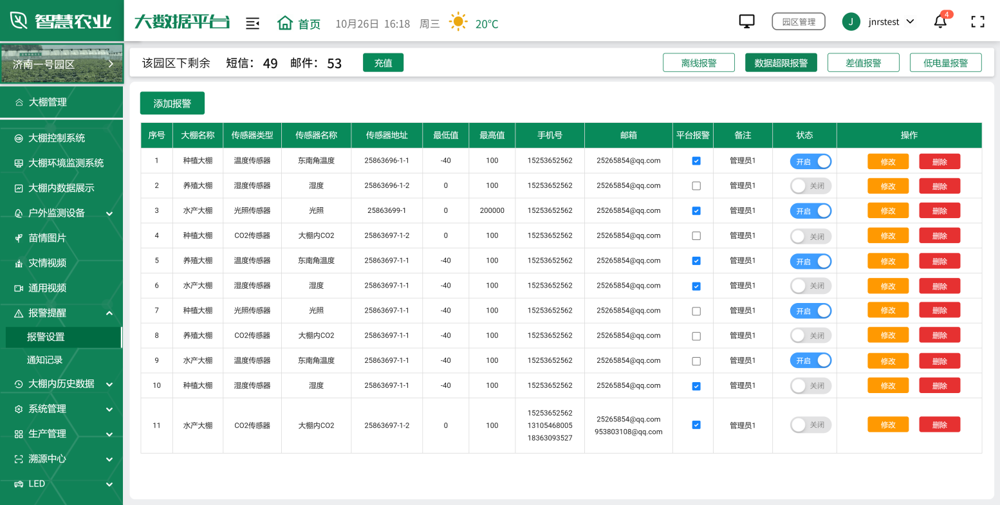 智慧农业
大数据平台 首页 10月26日 16:18 周三 20℃ 园区管理 J jnrstest 4
济南一号园区
大棚管理
大棚控制系统
大棚环境监测系统
大棚内数据展示
户外监测设备
苗情图片
灾情视频
通用视频
报警提醒
报警设置
通知记录
大棚内历史数据
系统管理
生产管理
溯源中心
LED
该园区下剩余 短信: 49 邮件: 53 充值 离线报警 数据超限报警 差值报警 低电量报警
添加报警
序号 大棚名称 传感器类型 传感器名称 传感器地址 最低值 最高值 手机号 邮箱 平台报警 备注 状态 操作
1 种植大棚 温度传感器 东南角温度 25863696-1-1 -40 100 15253652562 25265854@qq.com 管理员1 开启 修改 删除
2 养殖大棚 湿度传感器 湿度 25863696-1-2 0 100 15253652562 25265854@qq.com 管理员1 关闭 修改 删除
3 水产大棚 光照传感器 光照 25863699-1 0 200000 15253652562 25265854@qq.com 管理员1 开启 修改 删除
4 种植大棚 CO2传感器 大棚内CO2 25863697-1-2 0 100 15253652562 25265854@qq.com 管理员1 关闭 修改 删除
5 养殖大棚 温度传感器 东南角温度 25863697-1-1 -40 100 15253652562 25265854@qq.com 管理员1 开启 修改 删除
6 水产大棚 湿度传感器 湿度 25863697-1-1 -40 100 15253652562 25265854@qq.com 管理员1 关闭 修改 删除
7 种植大棚 光照传感器 光照 25863697-1-1 -40 100 15253652562 25265854@qq.com 管理员1 开启 修改 删除
8 养殖大棚 CO2传感器 大棚内CO2 25863697-1-1 -40 100 15253652562 25265854@qq.com 管理员1 关闭 修改 删除
9 水产大棚 温度传感器 东南角温度 25863697-1-1 -40 100 15253652562 25265854@qq.com 管理员1 开启 修改 删除
10 种植大棚 湿度传感器 湿度 25863697-1-1 -40 100 15253652562 25265854@qq.com 管理员1 关闭 修改 删除
11 水产大棚 CO2传感器 大棚内CO2 25863697-1-2 0 100 15253652562 13105468005 18363093527 25265854@qq.com 953803108@qq.com 管理员1 关闭 修改 删除